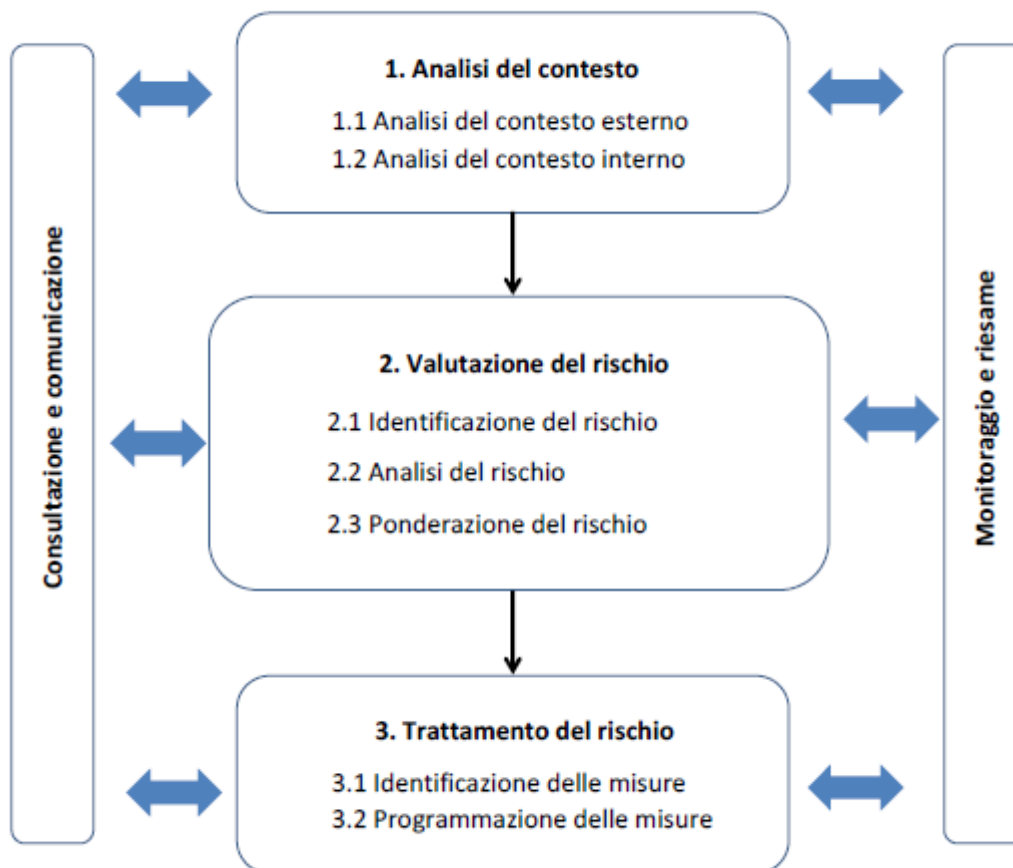 Consultazione e comunicazione
1. Analisi del contesto
1.1 Analisi del contesto esterno
1.2 Analisi del contesto interno
2. Valutazione del rischio
2.1 Identificazione del rischio
2.2 Analisi del rischio
2.3 Ponderazione del rischio
3. Trattamento del rischio
3.1 Identificazione delle misure
3.2 Programmazione delle misure
Monitoraggio e riesame